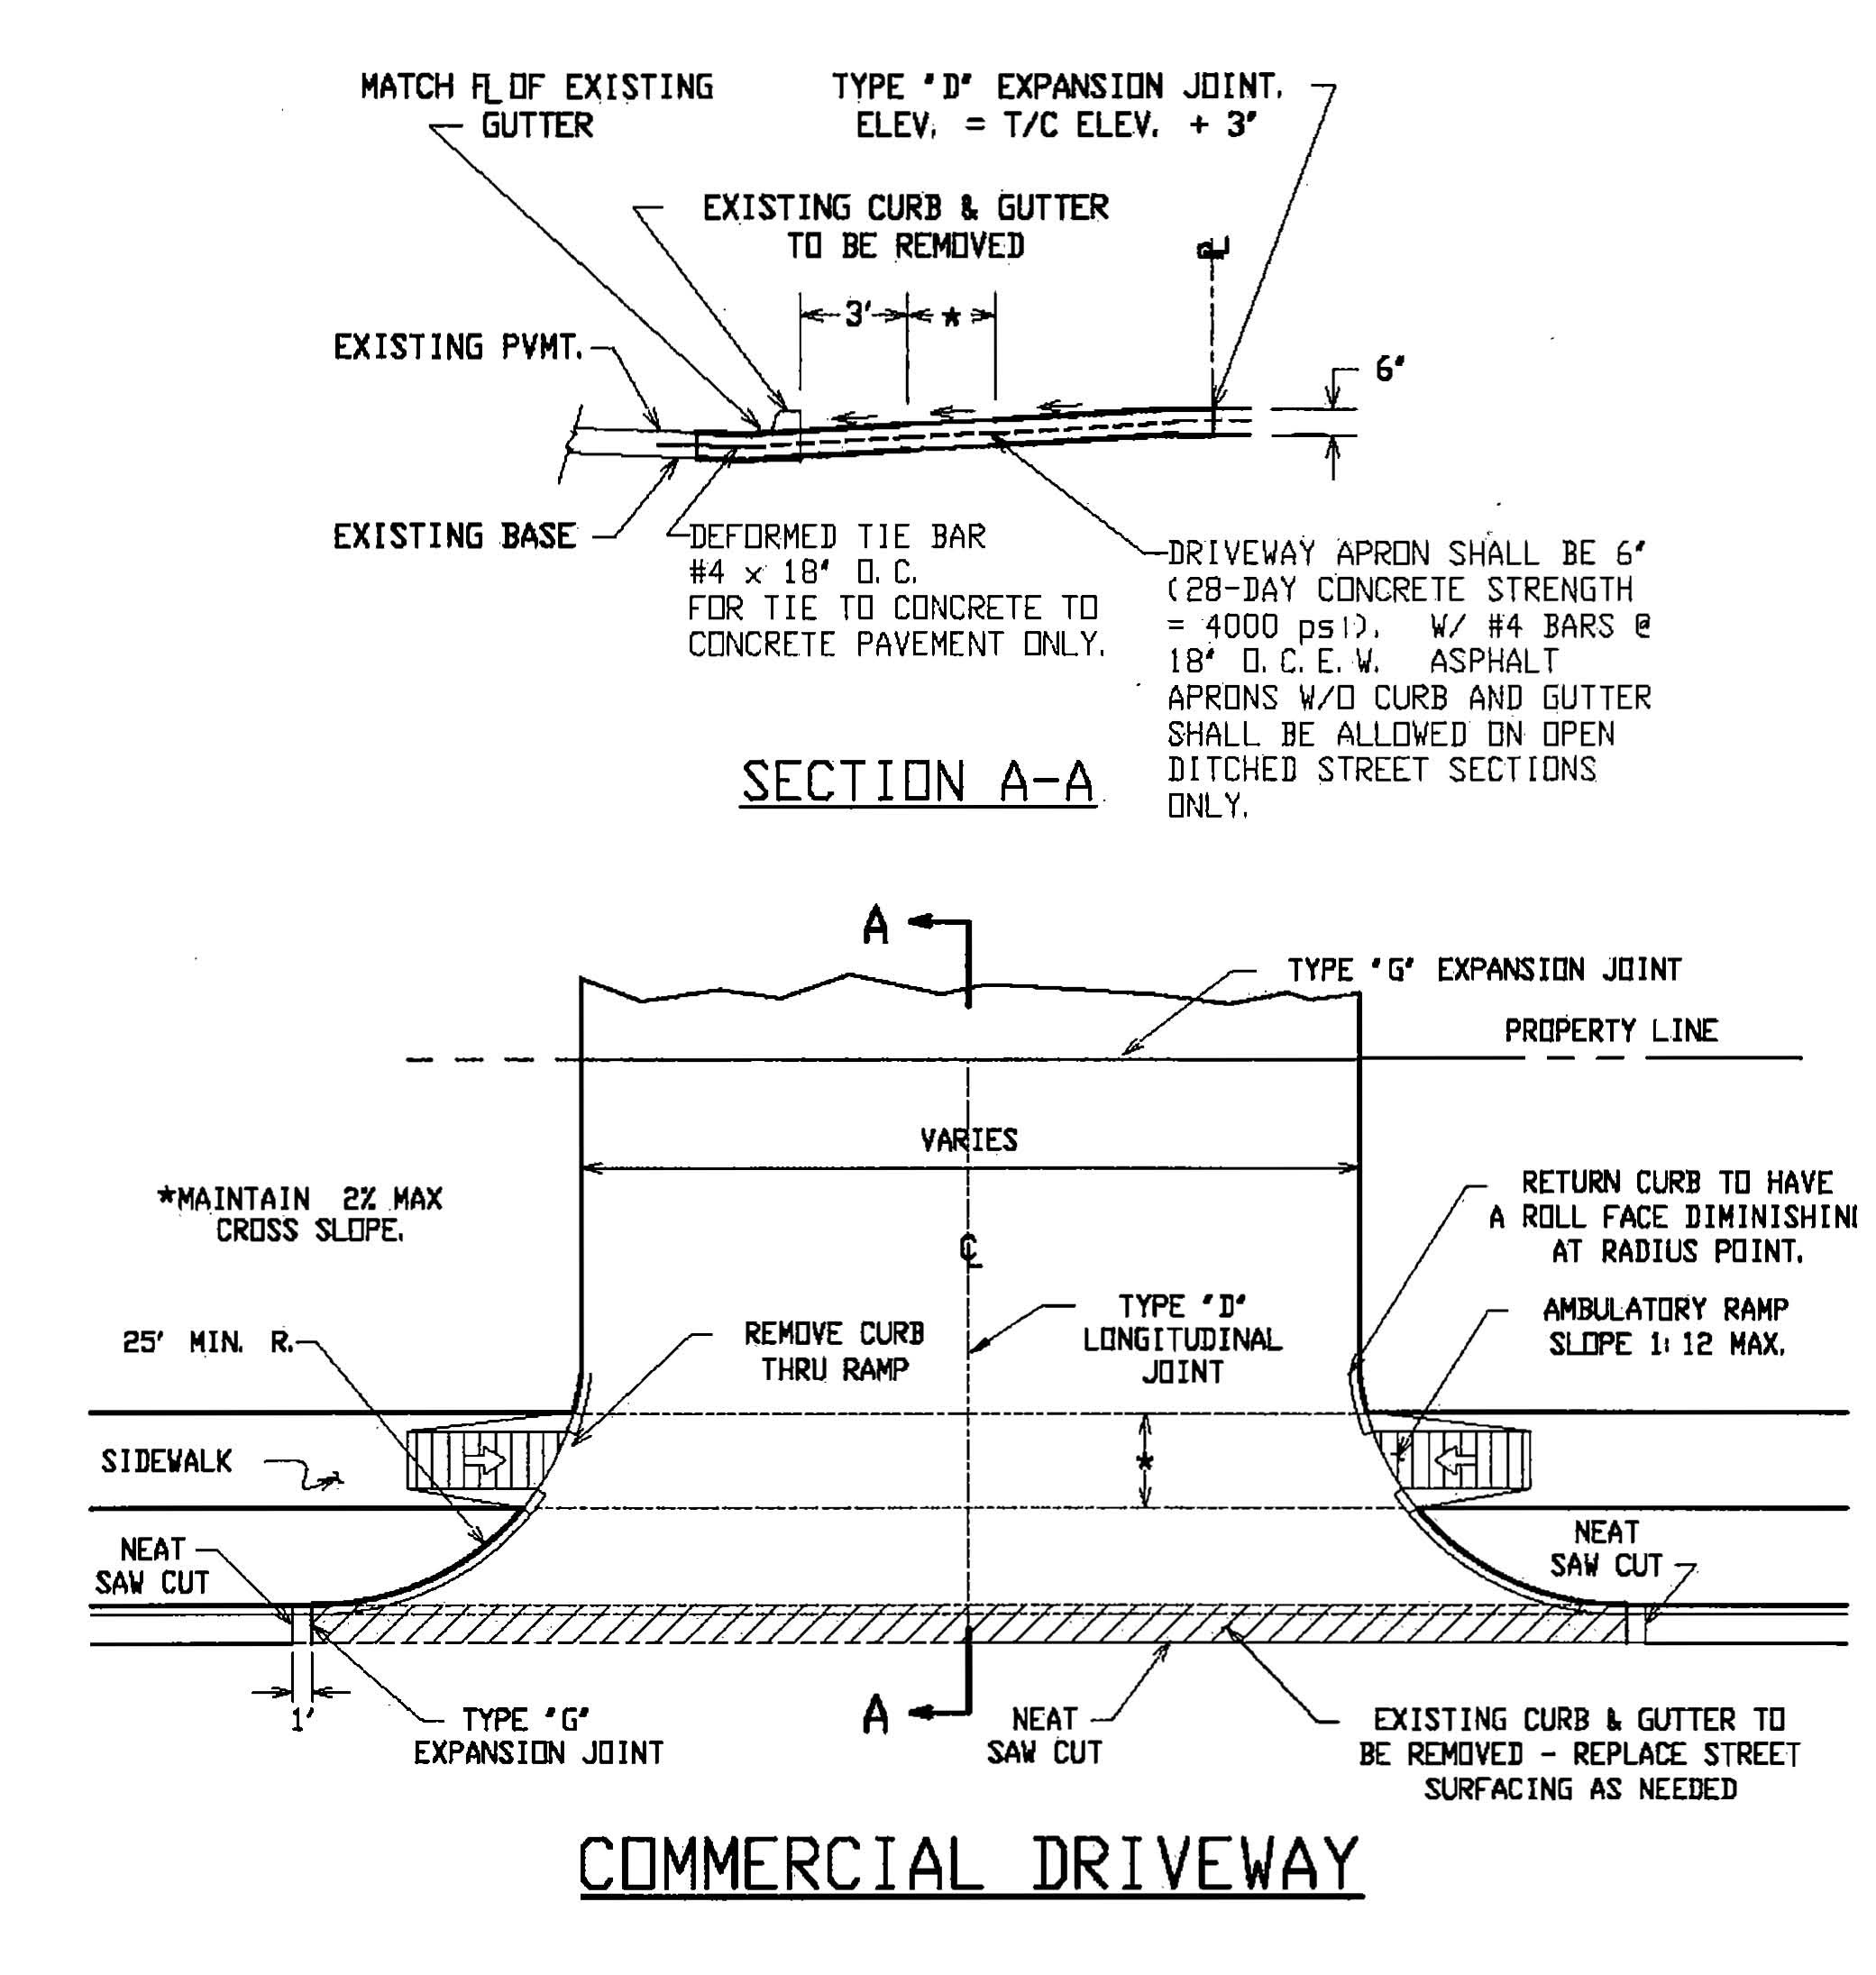 MATCH FL OF EXISTING
GUTTER
TYPE "D" EXPANSION JOINT.
ELEV. = T/C ELEV. + 3"
EXISTING CURB & GUTTER
TO BE REMOVED
PL
3'
*
EXISTING PVMT.
6"
EXISTING BASE
DEFORMED TIE BAR
#4 x 18" O.C.
FOR TIE TO CONCRETE TO
CONCRETE PAVEMENT ONLY.
DRIVEWAY APRON SHALL BE 6"
(28-DAY CONCRETE STRENGTH
= 4000 psi). W/ #4 BARS @
18" O.C.E.W. ASPHALT
APRONS W/O CURB AND GUTTER
SHALL BE ALLOWED ON OPEN
DITCHED STREET SECTIONS
ONLY.
SECTION A-A
A
TYPE "G" EXPANSION JOINT
PROPERTY LINE
VARIES
*MAINTAIN 2% MAX
CROSS SLOPE.
RETURN CURB TO HAVE
A ROLL FACE DIMINISHIN
AT RADIUS POINT.
CL
25' MIN. R.
REMOVE CURB
THRU RAMP
TYPE "D"
LONGITUDINAL
JOINT
AMBULATORY RAMP
SLOPE 1:12 MAX.
SIDEWALK
*
NEAT
SAW CUT
NEAT
SAW CUT
1'
TYPE "G"
EXPANSION JOINT
A
NEAT
SAW CUT
EXISTING CURB & GUTTER TO
BE REMOVED - REPLACE STREET
SURFACING AS NEEDED
COMMERCIAL DRIVEWAY